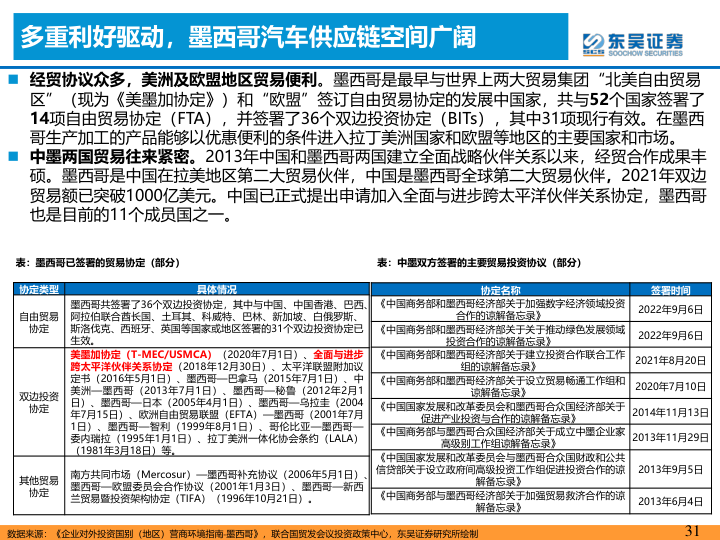 多重利好驱动，墨西哥汽车供应链空间广阔
东吴证券
SOOCHOW SECURITIES
经贸协议众多，美洲及欧盟地区贸易便利。墨西哥是最早与世界上两大贸易集团“北美自由贸易
区”（现为《美墨加协定》）和“欧盟”签订自由贸易协定的发展中国家，共与52个国家签署了
14项自由贸易协定（FTA），并签署了36个双边投资协定（BITs），其中31项现行有效。在墨西
哥生产加工的产品能够以优惠便利的条件进入拉丁美洲国家和欧盟等地区的主要国家和市场。
中墨两国贸易往来紧密。2013年中国和墨西哥两国建立全面战略伙伴关系以来，经贸合作成果丰
硕。墨西哥是中国在拉美地区第二大贸易伙伴，中国是墨西哥全球第二大贸易伙伴，2021年双边
贸易额已突破1000亿美元。中国已正式提出申请加入全面与进步跨太平洋伙伴关系协定，墨西哥
也是目前的11个成员国之一。
表：墨西哥已签署的贸易协定（部分）
协定类型 具体情况
自由贸易
协定
墨西哥共签署了36个双边投资协定，其中与中国、中国香港、巴西、
阿拉伯联合酋长国、土耳其、科威特、巴林、新加坡、白俄罗斯、
斯洛克克、西班牙、英国等国家或地区签署的31个双边投资协定已
生效。
双边投资
协定
美墨加协定（T-MEC/USMCA）（2020年7月1日）、全面与进步
跨太平洋伙伴关系协定（2018年12月30日）、太平洋联盟附加议
定书（2016年5月1日）、墨西哥—巴拿马（2015年7月1日）、中
美洲—墨西哥（2013年7月1日）、墨西哥—秘鲁（2012年2月1
日）、墨西哥—日本（2005年4月1日）、墨西哥—乌拉圭（2004
年7月15日）、欧洲自由贸易联盟（EFTA）—墨西哥（2001年7月
1日）、墨西哥—智利（1999年8月1日）、哥伦比亚—墨西哥—
委内瑞拉（1995年1月1日）、拉丁美洲一体化协会条约（LALA）
（1981年3月18日）等。
其他贸易
协定
南方共同市场（Mercosur）—墨西哥补充协议（2006年5月1日）、
墨西哥—欧盟委员会合作协议（2001年1月3日）、墨西哥—新西
兰贸易暨投资架构协定（TIFA）（1996年10月21日）。
表：中墨双方签署的主要贸易投资协议（部分）
协定名称 签署时间
《中国商务部和墨西哥经济部关于加强数字经济领域投资
合作的谅解备忘录》 2022年9月6日
《中国商务部和墨西哥经济部关于关于推动绿色发展领域
投资合作的谅解备忘录》 2022年9月6日
《中国商务部和墨西哥经济部关于建立投资合作联合工作
组的谅解备忘录》 2021年8月20日
《中国商务部和墨西哥经济部关于设立贸易畅通工作组和
谅解备忘录》 2020年7月10日
《中国国家发展和改革委员会和墨西哥合众国经济部关于
促进产业投资与合作的谅解备忘录》 2014年11月13日
《中国商务部与墨西哥合众国经济部关于成立中墨企业家
高级别工作组谅解备忘录》 2013年11月29日
《中国国家发展和改革委员会与墨西哥合众国财政和公共
信贷部关于设立政府间高级投资工作组促进投资合作的谅
解备忘录》 2013年9月5日
《中国商务部与墨西哥经济部关于加强贸易救济合作的谅
解备忘录》 2013年6月4日
数据来源：《企业对外投资国别（地区）营商环境指南-墨西哥》，联合国贸发会议投资政策中心，东吴证券研究所绘制
31